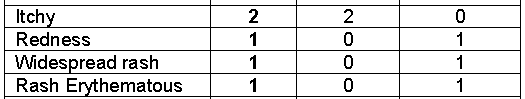 Itchy 2 2 0
Redness 1 0 1
Widespread rash 1 0 1
Rash Erythematous 1 0 1